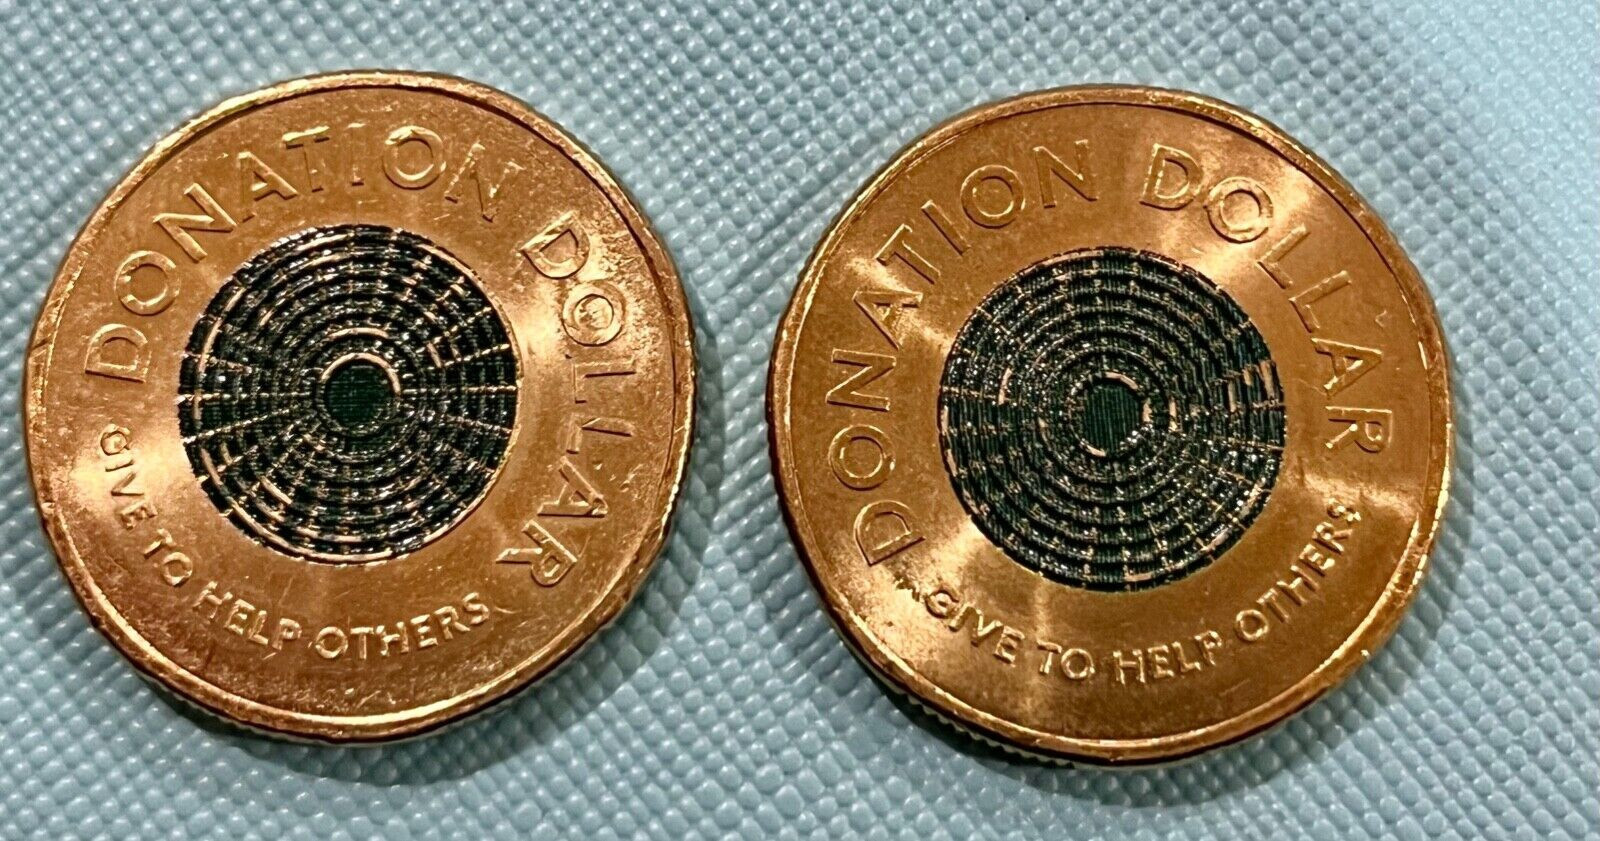 DONATION DOLLAR
GIVE TO HELP OTHERS
DONATION DOLLAR
GIVE TO HELP OTHERS